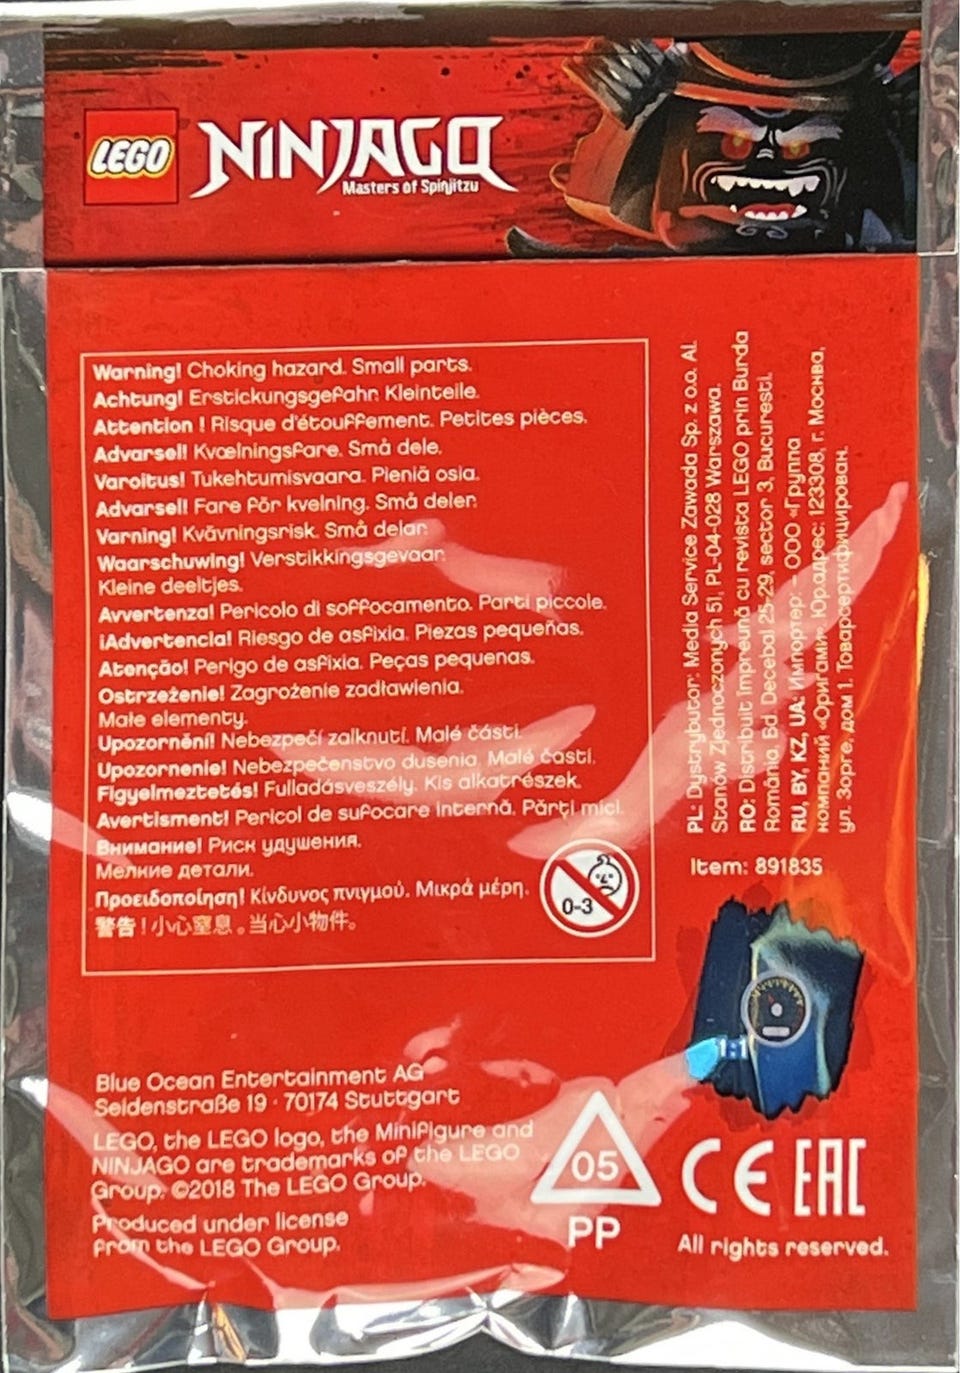 LEGO NINJAGO
Masters of Spinjitzu
Warning! Choking hazard. Small parts.
Achtung! Erstickungsgefahr. Kleinteile.
Attention ! Risque d'étouffement. Petites pièces.
Advarsel! Kvælningsfare. Små dele.
Varoitus! Tukehtumisvaara. Pieniä osia.
Advarsel! Fare för kvelning. Små deler.
Varning! Kvävningsrisk. Små delar.
Waarschuwing! Verstikkingsgevaar.
Kleine deeltjes.
Avvertenza! Pericolo di soffocamento. Parti piccole.
¡Advertencia! Riesgo de asfixia. Piezas pequeñas.
Atenção! Perigo de asfixia. Peças pequenas.
Ostrzeżenie! Zagrożenie zadławienia.
Małe elementy.
Upozornění! Nebezpečí zalknutí. Malé části.
Upozornenie! Nebezpečenstvo dusenia. Malé časti.
Figyelmeztetés! Fulladásveszély. Kis alkatrészek.
Avertisment! Pericol de sufocare internă. Părți mici.
Внимание! Риск удушения.
Мелкие детали.
Προειδοποίηση! Κίνδυνος πνιγμού. Μικρά μέρη.
警告！小心窒息。当心小物件。
0-3
PL: Dystrybutor: Media Service Zawada Sp. z o.o. Al.
Stanów Zjednoczonych 51, PL-04-028 Warszawa.
RO: Distribuit împreună cu revista LEGO prin Burda
România, Bd. Decebal 25-29, sector 3, Bucureşti.
RU, BY, KZ, UA: Импортер: – ООО «Группа
компаний «Оригами». Юр.адрес: 123308, г. Москва,
ул. Зорге, дом 1. Товар сертифицирован.
Item: 891835
Blue Ocean Entertainment AG
Seidenstraße 19 · 70174 Stuttgart
LEGO, the LEGO logo, the Minifigure and
NINJAGO are trademarks of the LEGO
Group. ©2018 The LEGO Group.
Produced under license
from the LEGO Group.
05
PP
CE EAC
All rights reserved.